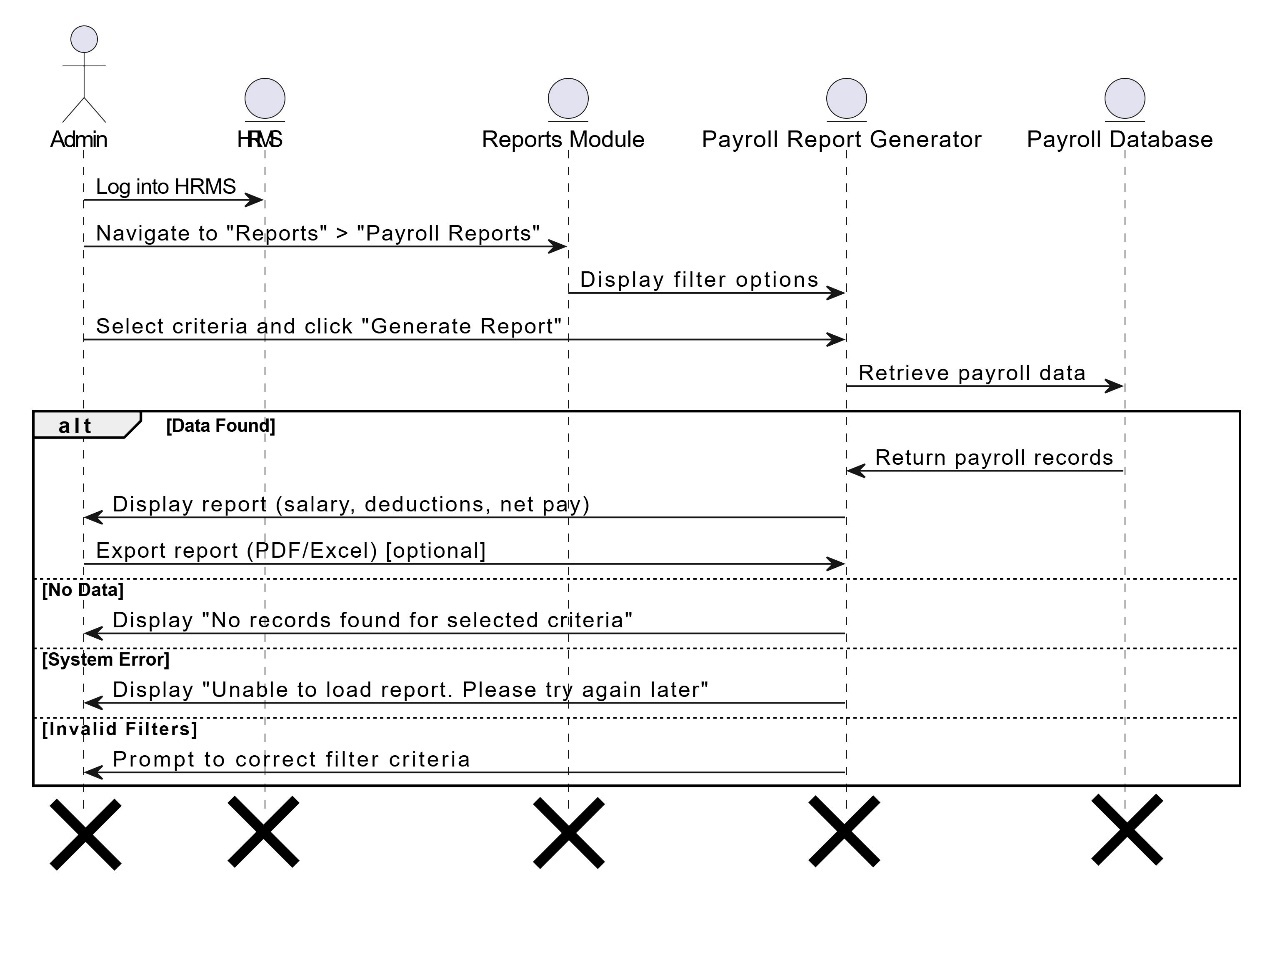 Admin
HRMS
Reports Module
Payroll Report Generator
Payroll Database
Log into HRMS
Navigate to "Reports" > "Payroll Reports"
Display filter options
Select criteria and click "Generate Report"
Retrieve payroll data
alt [Data Found]
Return payroll records
Display report (salary, deductions, net pay)
Export report (PDF/Excel) [optional]
[No Data]
Display "No records found for selected criteria"
[System Error]
Display "Unable to load report. Please try again later"
[Invalid Filters]
Prompt to correct filter criteria